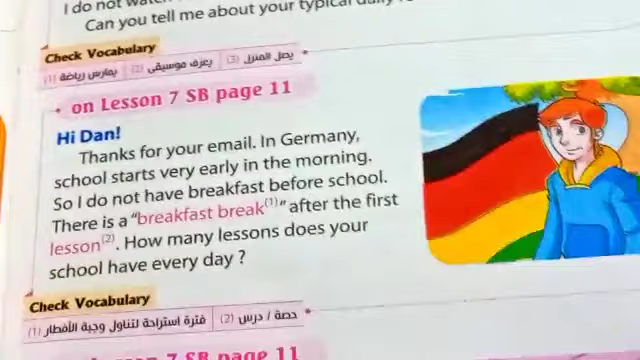 I do not watch
Can you tell me about your typical daily
Check Vocabulary
(1) يمارس رياضة (2) يعزف موسيقى (3) يصل المنزل
on Lesson 7 SB page 11
Hi Dan!
Thanks for your email. In Germany,
school starts very early in the morning.
So I do not have breakfast before school.
There is a "breakfast break(1)" after the first
lesson(2). How many lessons does your
school have every day ?
Check Vocabulary
(1) فترة استراحة لتناول وجبة الأفطار (2) حصة / درس
Lesson 7 SB page 11